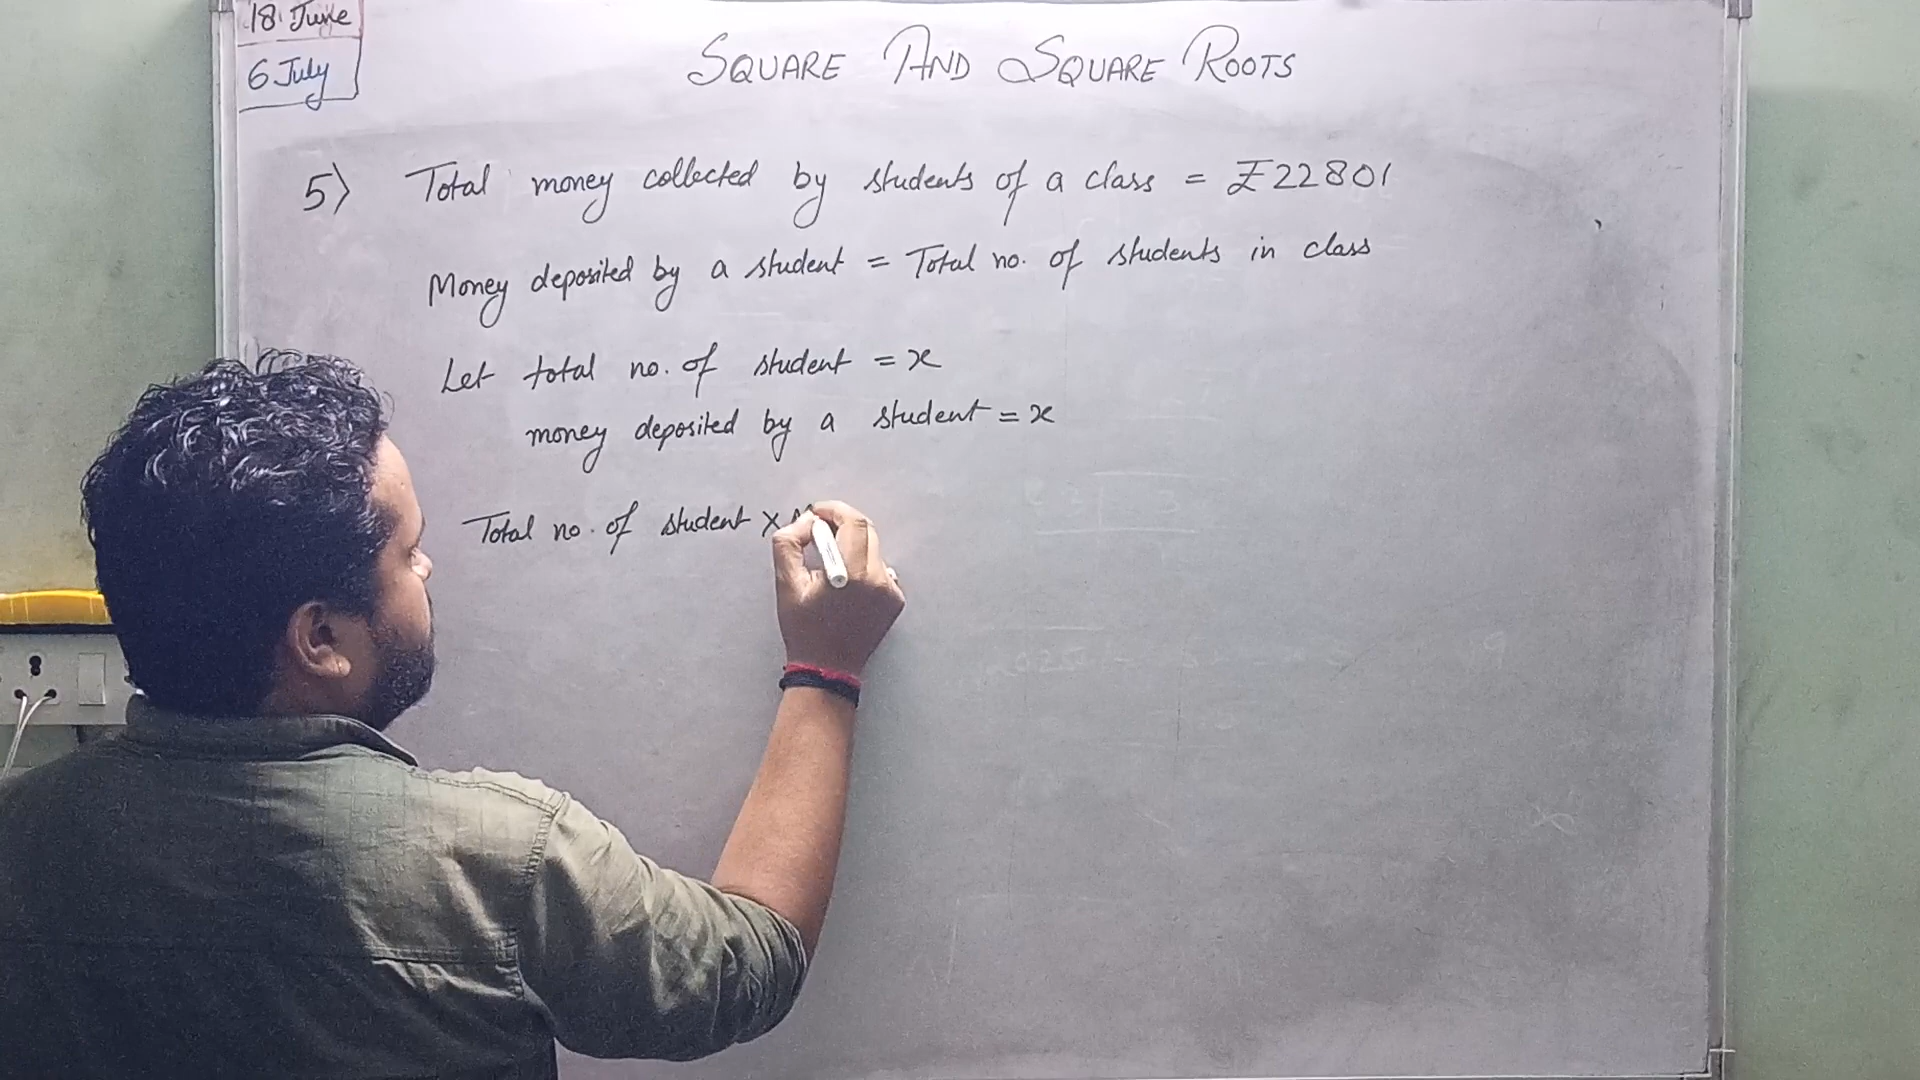 18 June
6 July
SQUARE AND SQUARE ROOTS
5) Total money collected by students of a class = ₹22801
Money deposited by a student = Total no. of students in class
Let total no. of student = x
money deposited by a student = x
Total no. of student ×